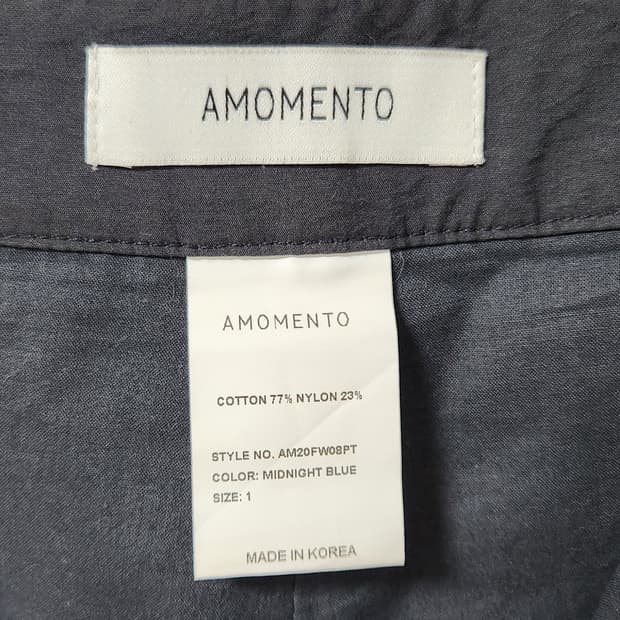 AMOMENTO
AMOMENTO
COTTON 77% NYLON 23%
STYLE NO. AM20FW08PT
COLOR: MIDNIGHT BLUE
SIZE: 1
MADE IN KOREA